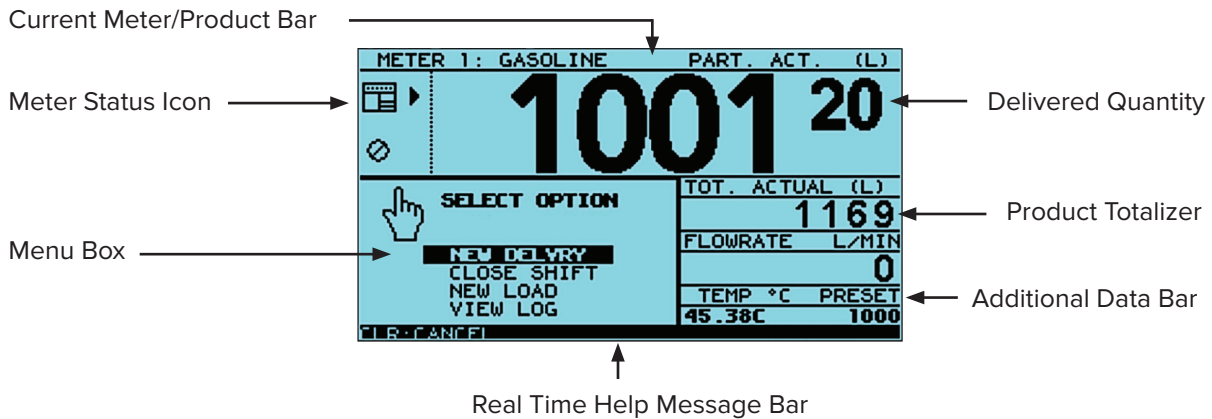 Current Meter/Product Bar
METER 1: GASOLINE PART. ACT. (L)
Meter Status Icon
1001 20
Delivered Quantity
TOT. ACTUAL (L)
SELECT OPTION
1169
Product Totalizer
Menu Box
FLOWRATE L/MIN
NEW DELVRY
0
CLOSE SHIFT
NEW LOAD
TEMP °C PRESET
Additional Data Bar
VIEW LOG
45.38C 1000
CLR:CANCEL
Real Time Help Message Bar